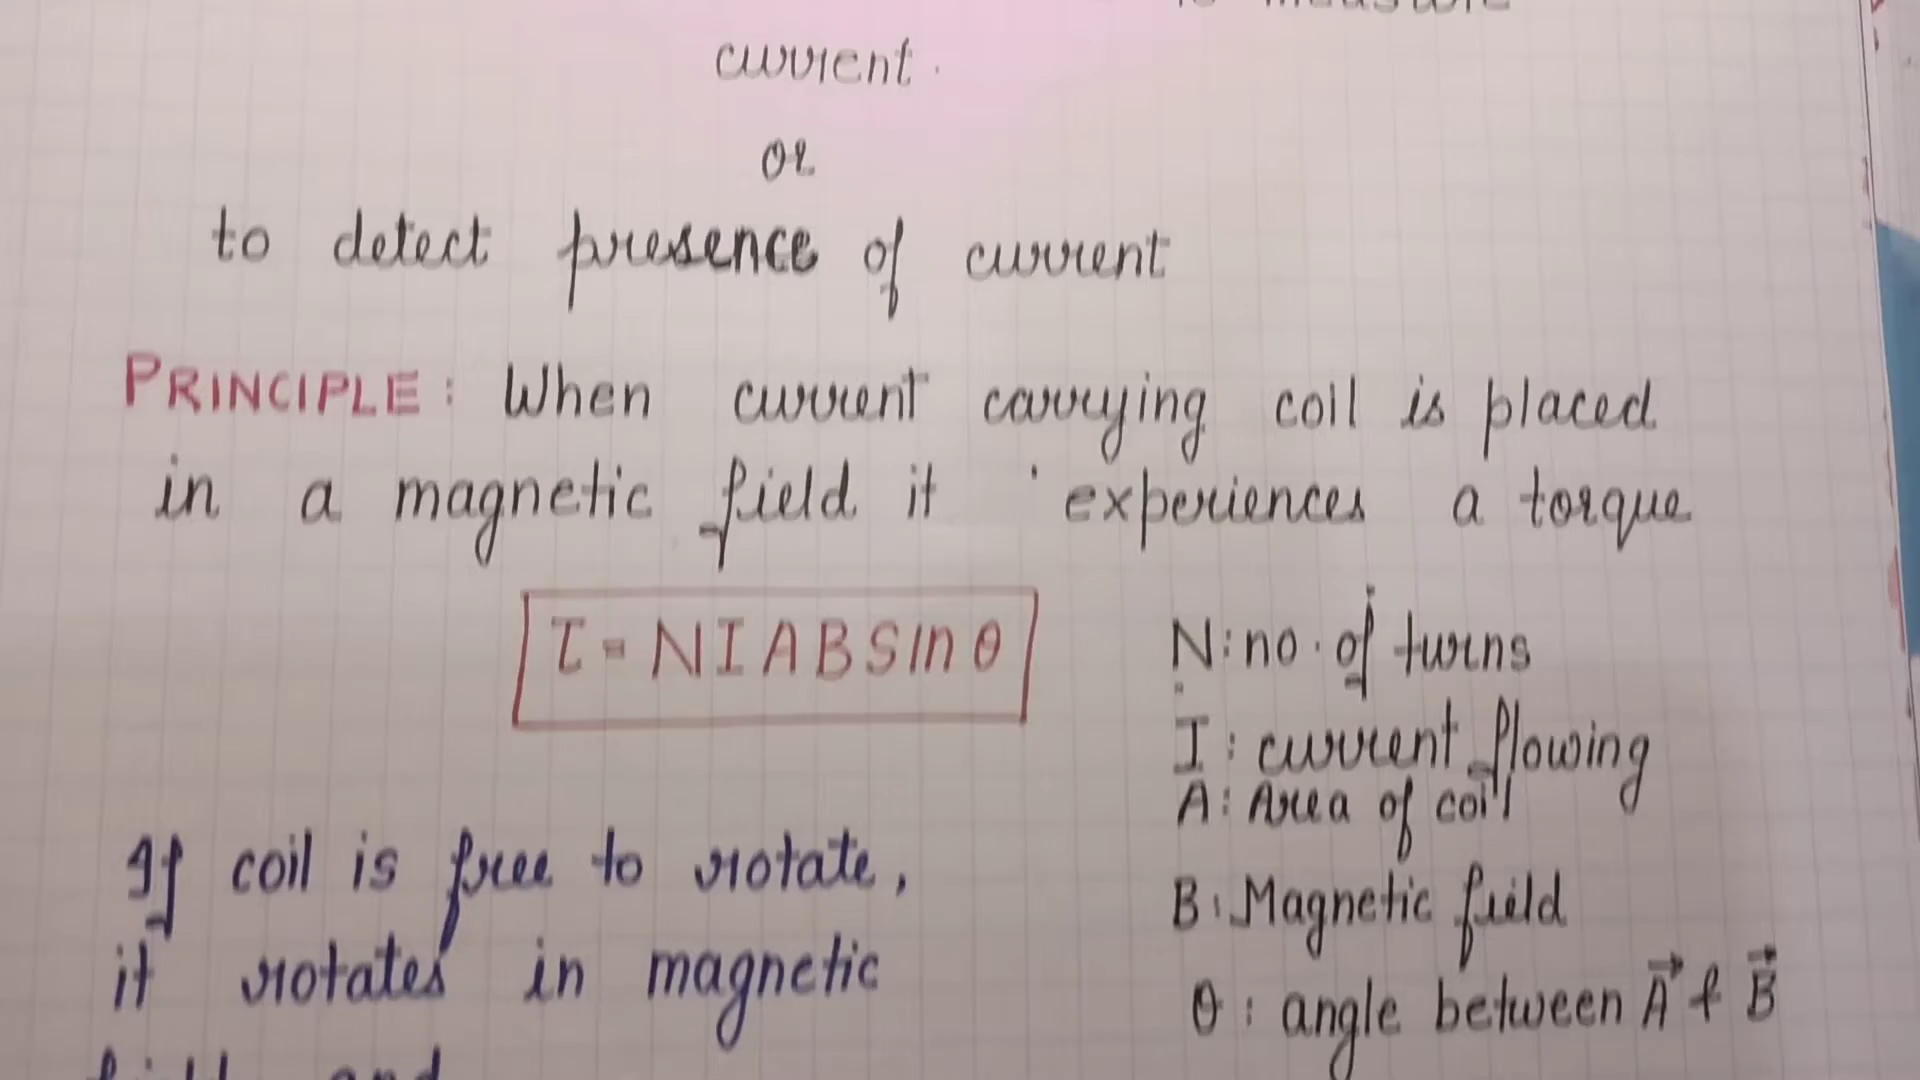 current.
or
to detect presence of current
PRINCIPLE: When current carrying coil is placed
in a magnetic field it experiences a torque
τ = NIABSinθ
N: no. of turns
I: current flowing
A: Area of coil
B: Magnetic field
θ: angle between A⃗ & B⃗
If coil is free to rotate,
it rotates in magnetic